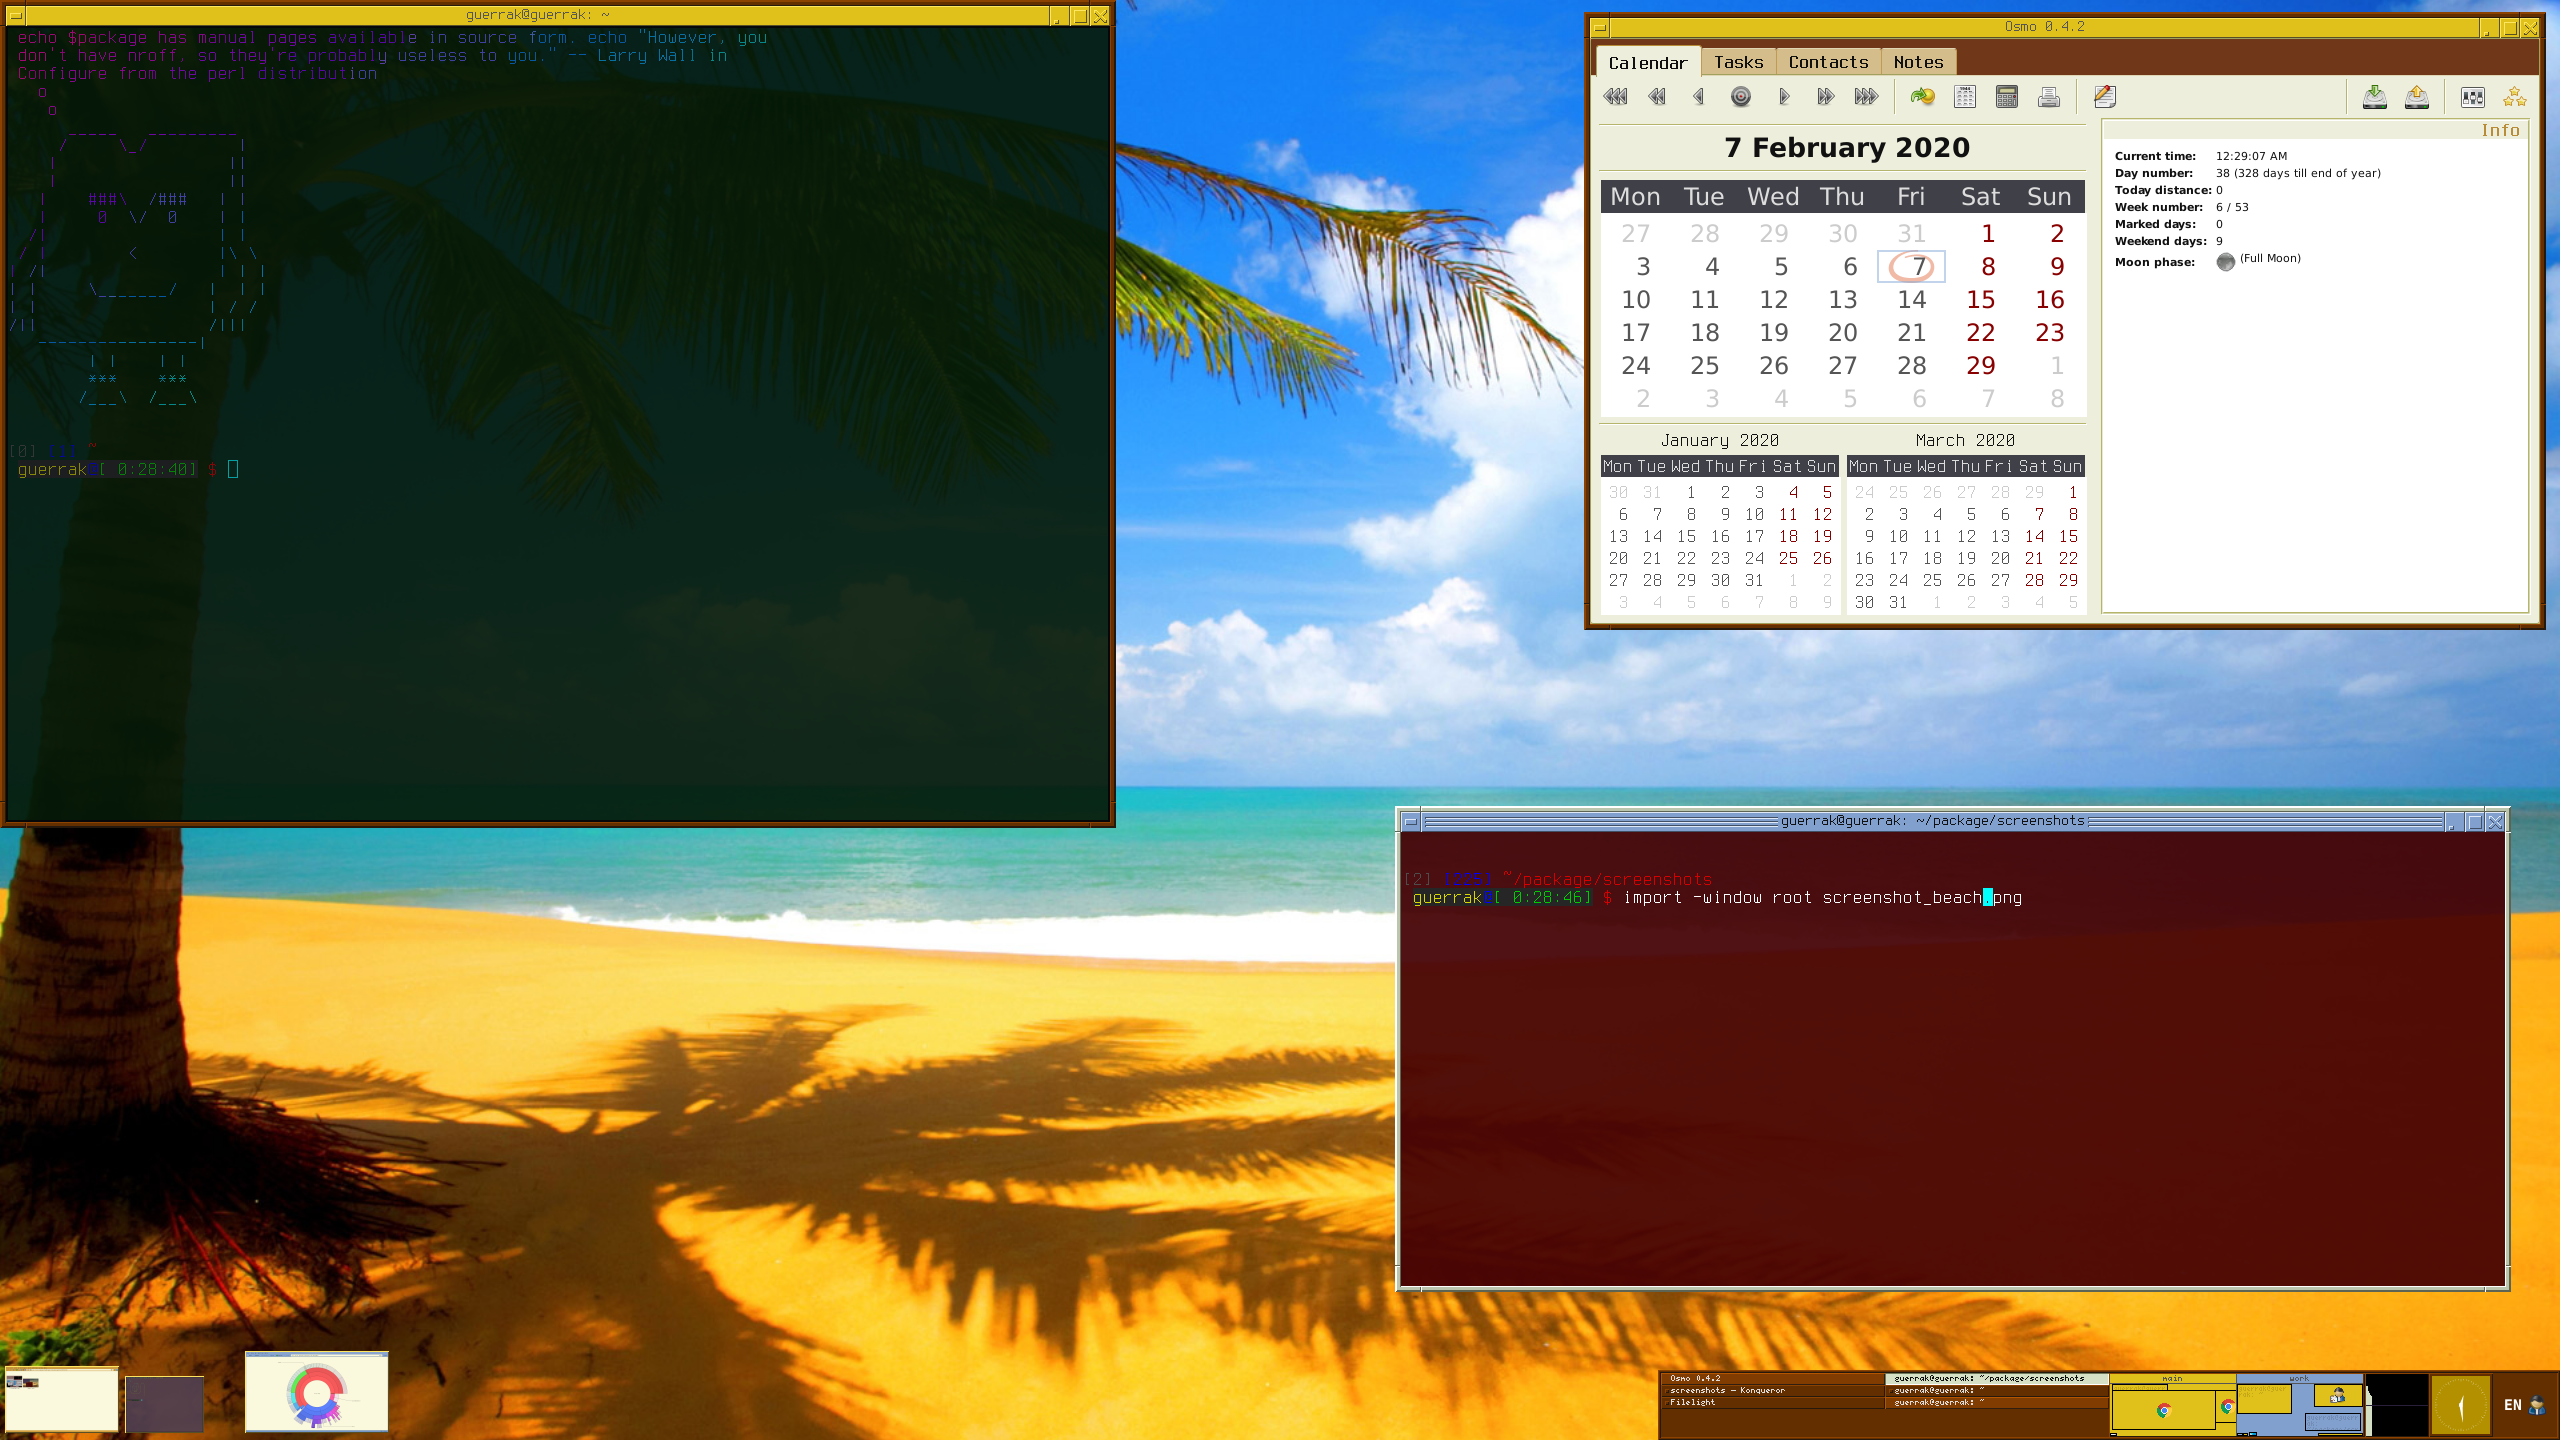 guerrak@guerrak: ~
echo $package has manual pages available in source form. echo "However, you
don't have nroff, so they're probably useless to you." -- Larry Wall in
Configure from the perl distribution
[0] ~
guerrak [ 0:28:40] $
Osmo 0.4.2
Calendar Tasks Contacts Notes
7 February 2020
Mon Tue Wed Thu Fri Sat Sun
27 28 29 30 31 1 2
3 4 5 6 7 8 9
10 11 12 13 14 15 16
17 18 19 20 21 22 23
24 25 26 27 28 29 1
2 3 4 5 6 7 8
January 2020
Mon Tue Wed Thu Fri Sat Sun
30 31 1 2 3 4 5
6 7 8 9 10 11 12
13 14 15 16 17 18 19
20 21 22 23 24 25 26
27 28 29 30 31 1 2
3 4 5 6 7 8 9
March 2020
Mon Tue Wed Thu Fri Sat Sun
24 25 26 27 28 29 1
2 3 4 5 6 7 8
9 10 11 12 13 14 15
16 17 18 19 20 21 22
23 24 25 26 27 28 29
30 31 1 2 3 4 5
Info
Current time: 12:29:07 AM
Day number: 38 (328 days till end of year)
Today distance: 0
Week number: 6 / 53
Marked days: 0
Weekend days: 9
Moon phase: (Full Moon)
guerrak@guerrak: ~/package/screenshots
[2] ~/package/screenshots
guerrak [ 0:28:46] $ import -window root screenshot_beach.png
Osmo 0.4.2
screenshots – Konqueror
Filelight
guerrak@guerrak: ~/package/screenshots
guerrak@guerrak: ~
guerrak@guerrak: ~
main
work
EN